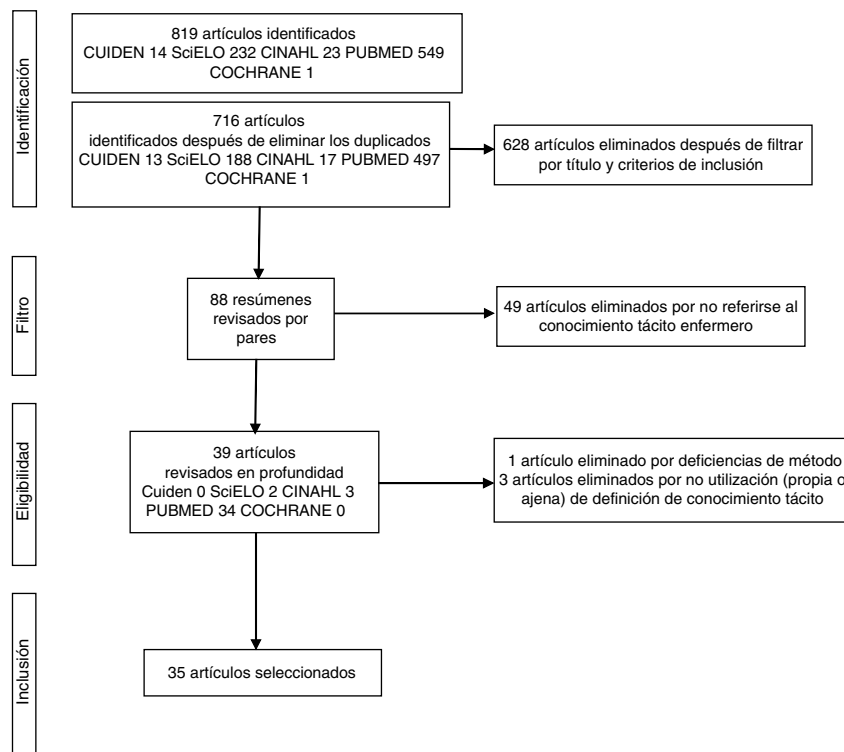 Identificación
819 artículos identificados
CUIDEN 14 SciELO 232 CINAHL 23 PUBMED 549
COCHRANE 1
716 artículos
identificados después de eliminar los duplicados
CUIDEN 13 SciELO 188 CINAHL 17 PUBMED 497
COCHRANE 1
628 artículos eliminados después de filtrar
por título y criterios de inclusión
Filtro
88 resúmenes
revisados por
pares
49 artículos eliminados por no referirse al
conocimiento tácito enfermero
Eligibilidad
39 artículos
revisados en profundidad
Cuiden 0 SciELO 2 CINAHL 3
PUBMED 34 COCHRANE 0
1 artículo eliminado por deficiencias de método
3 artículos eliminados por no utilización (propia o
ajena) de definición de conocimiento tácito
Inclusión
35 artículos seleccionados